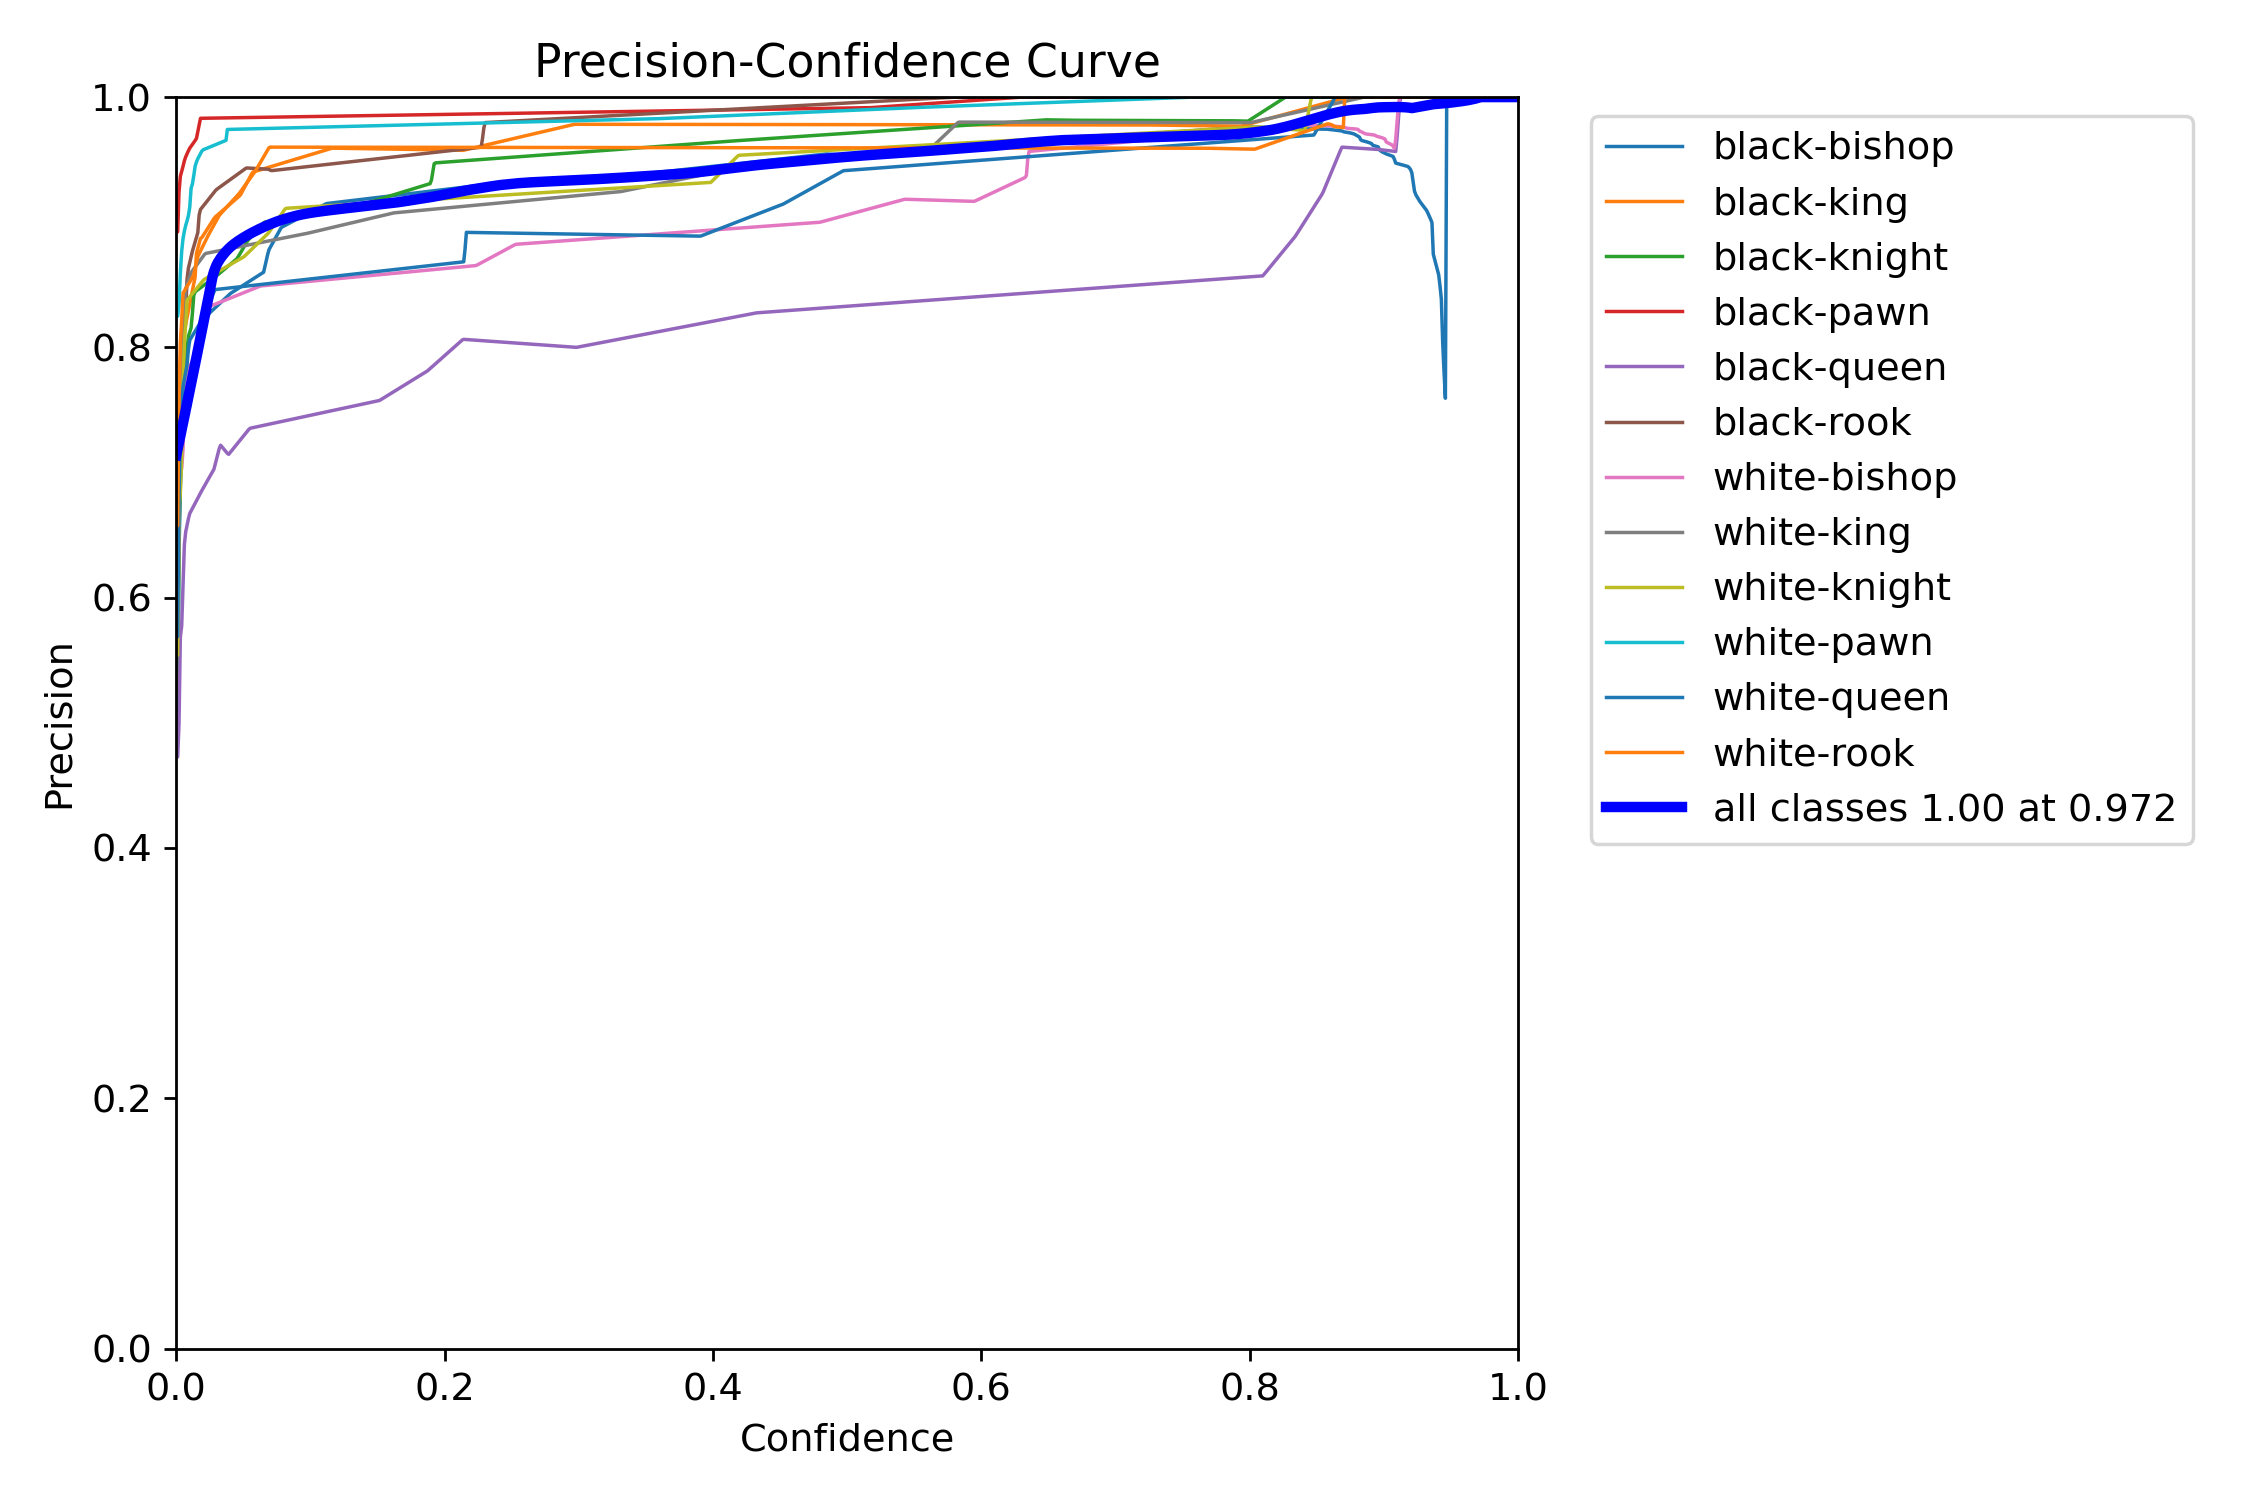 Precision-Confidence Curve
1.0
0.8
0.6
0.4
0.2
0.0
Precision
0.0 0.2 0.4 0.6 0.8 1.0
Confidence
black-bishop
black-king
black-knight
black-pawn
black-queen
black-rook
white-bishop
white-king
white-knight
white-pawn
white-queen
white-rook
all classes 1.00 at 0.972